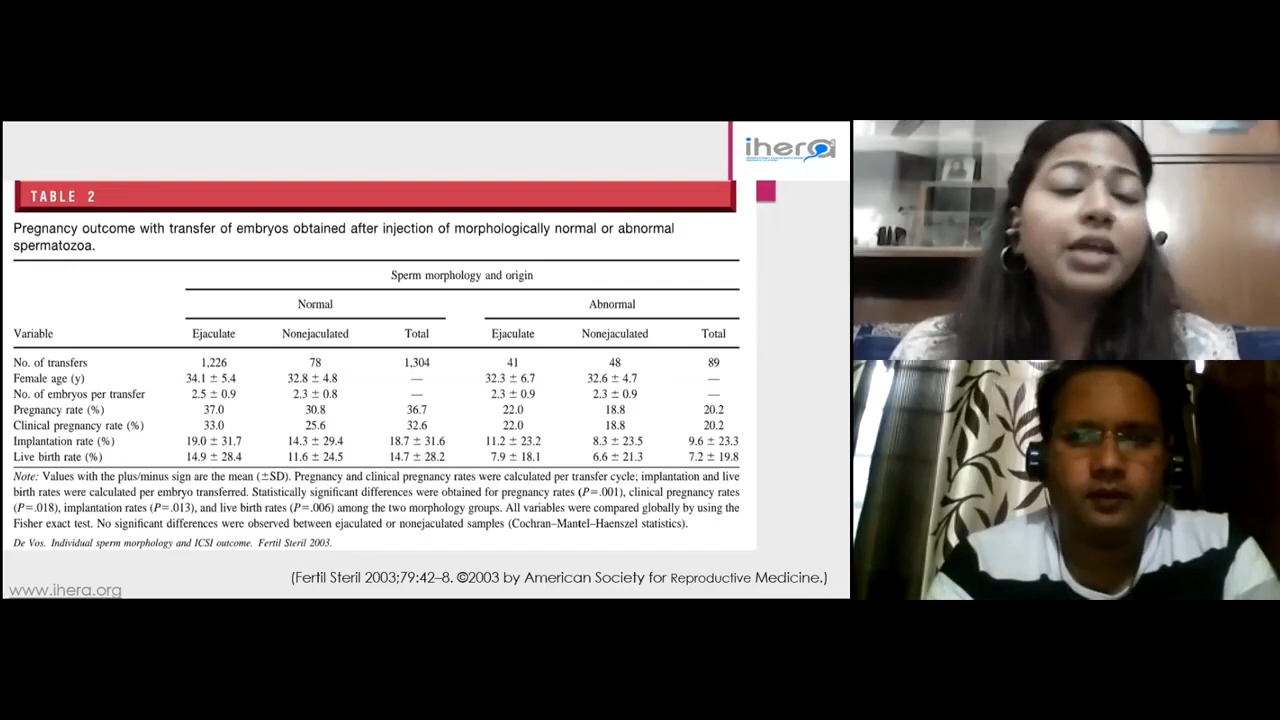 ihera
TABLE 2
Pregnancy outcome with transfer of embryos obtained after injection of morphologically normal or abnormal
spermatozoa.
Sperm morphology and origin
Normal Abnormal
Variable Ejaculate Nonejaculated Total Ejaculate Nonejaculated Total
No. of transfers 1,226 78 1,304 41 48 89
Female age (y) 34.1 ± 5.4 32.8 ± 4.8 — 32.3 ± 6.7 32.6 ± 4.7 —
No. of embryos per transfer 2.5 ± 0.9 2.3 ± 0.8 — 2.3 ± 0.9 2.3 ± 0.9 —
Pregnancy rate (%) 37.0 30.8 36.7 22.0 18.8 20.2
Clinical pregnancy rate (%) 33.0 25.6 32.6 22.0 18.8 20.2
Implantation rate (%) 19.0 ± 31.7 14.3 ± 29.4 18.7 ± 31.6 11.2 ± 23.2 8.3 ± 23.5 9.6 ± 23.3
Live birth rate (%) 14.9 ± 28.4 11.6 ± 24.5 14.7 ± 28.2 7.9 ± 18.1 6.6 ± 21.3 7.2 ± 19.8
Note: Values with the plus/minus sign are the mean (±SD). Pregnancy and clinical pregnancy rates were calculated per transfer cycle; implantation and live
birth rates were calculated per embryo transferred. Statistically significant differences were obtained for pregnancy rates (P=.001), clinical pregnancy rates
(P=.018), implantation rates (P=.013), and live birth rates (P=.006) among the two morphology groups. All variables were compared globally by using the
Fisher exact test. No significant differences were observed between ejaculated or nonejaculated samples (Cochran–Mantel–Haenszel statistics).
De Vos. Individual sperm morphology and ICSI outcome. Fertil Steril 2003.
(Fertil Steril 2003;79:42–8. ©2003 by American Society for Reproductive Medicine.)
www.ihera.org